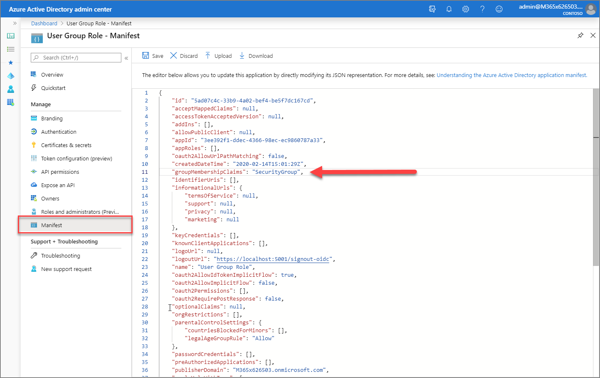 Azure Active Directory admin center
admin@M365x626503....
CONTOSO
Dashboard > User Group Role - Manifest
User Group Role - Manifest
Search (Ctrl+/)
Save Discard Upload Download
The editor below allows you to update this application by directly modifying its JSON representation. For more details, see: Understanding the Azure Active Directory application manifest.
Overview
Quickstart
Manage
Branding
Authentication
Certificates & secrets
Token configuration (preview)
API permissions
Expose an API
Owners
Roles and administrators (Previ...
Manifest
Support + Troubleshooting
Troubleshooting
New support request
1 {
2 "id": "5ad07c4c-33b9-4a02-bef4-be5f7dc167cd",
3 "acceptMappedClaims": null,
4 "accessTokenAcceptedVersion": null,
5 "addIns": [],
6 "allowPublicClient": null,
7 "appId": "3ee392f1-ddec-4366-98ec-ec9860787a33",
8 "appRoles": [],
9 "oauth2AllowUrlPathMatching": false,
10 "createdDateTime": "2020-02-14T15:01:29Z",
11 "groupMembershipClaims": "SecurityGroup",
12 "identifierUris": [],
13 "informationalUrls": {
14 "termsOfService": null,
15 "support": null,
16 "privacy": null,
17 "marketing": null
18 },
19 "keyCredentials": [],
20 "knownClientApplications": [],
21 "logoUrl": null,
22 "logoutUrl": "https://localhost:5001/signout-oidc",
23 "name": "User Group Role",
24 "oauth2AllowIdTokenImplicitFlow": true,
25 "oauth2AllowImplicitFlow": false,
26 "oauth2Permissions": [],
27 "oauth2RequirePostResponse": false,
28 "optionalClaims": null,
29 "orgRestrictions": [],
30 "parentalControlSettings": {
31 "countriesBlockedForMinors": [],
32 "legalAgeGroupRule": "Allow"
33 },
34 "passwordCredentials": [],
35 "preAuthorizedApplications": [],
36 "publisherDomain": "M365x626503.onmicrosoft.com",